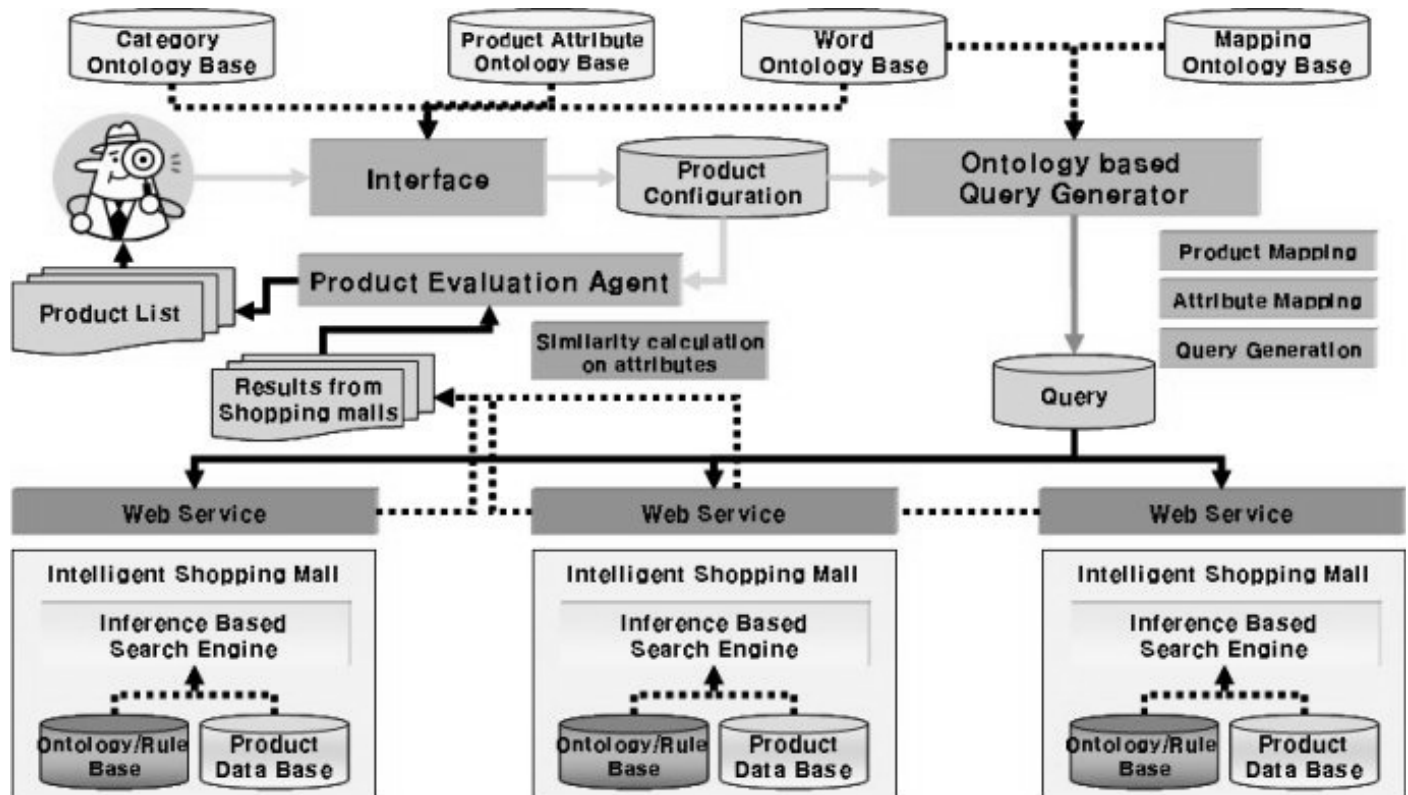 Category
Ontology Base
Product Attribute
Ontology Base
Word
Ontology Base
Mapping
Ontology Base
Interface
Product
Configuration
Ontology based
Query Generator
Product List
Product Evaluation Agent
Product Mapping
Attribute Mapping
Query Generation
Similarity calculation
on attributes
Results from
Shopping malls
Query
Web Service
Web Service
Web Service
Intelligent Shopping Mall
Inference Based
Search Engine
Ontology/Rule
Base
Product
Data Base
Intelligent Shopping Mall
Inference Based
Search Engine
Ontology/Rule
Base
Product
Data Base
Intelligent Shopping Mall
Inference Based
Search Engine
Ontology/Rule
Base
Product
Data Base